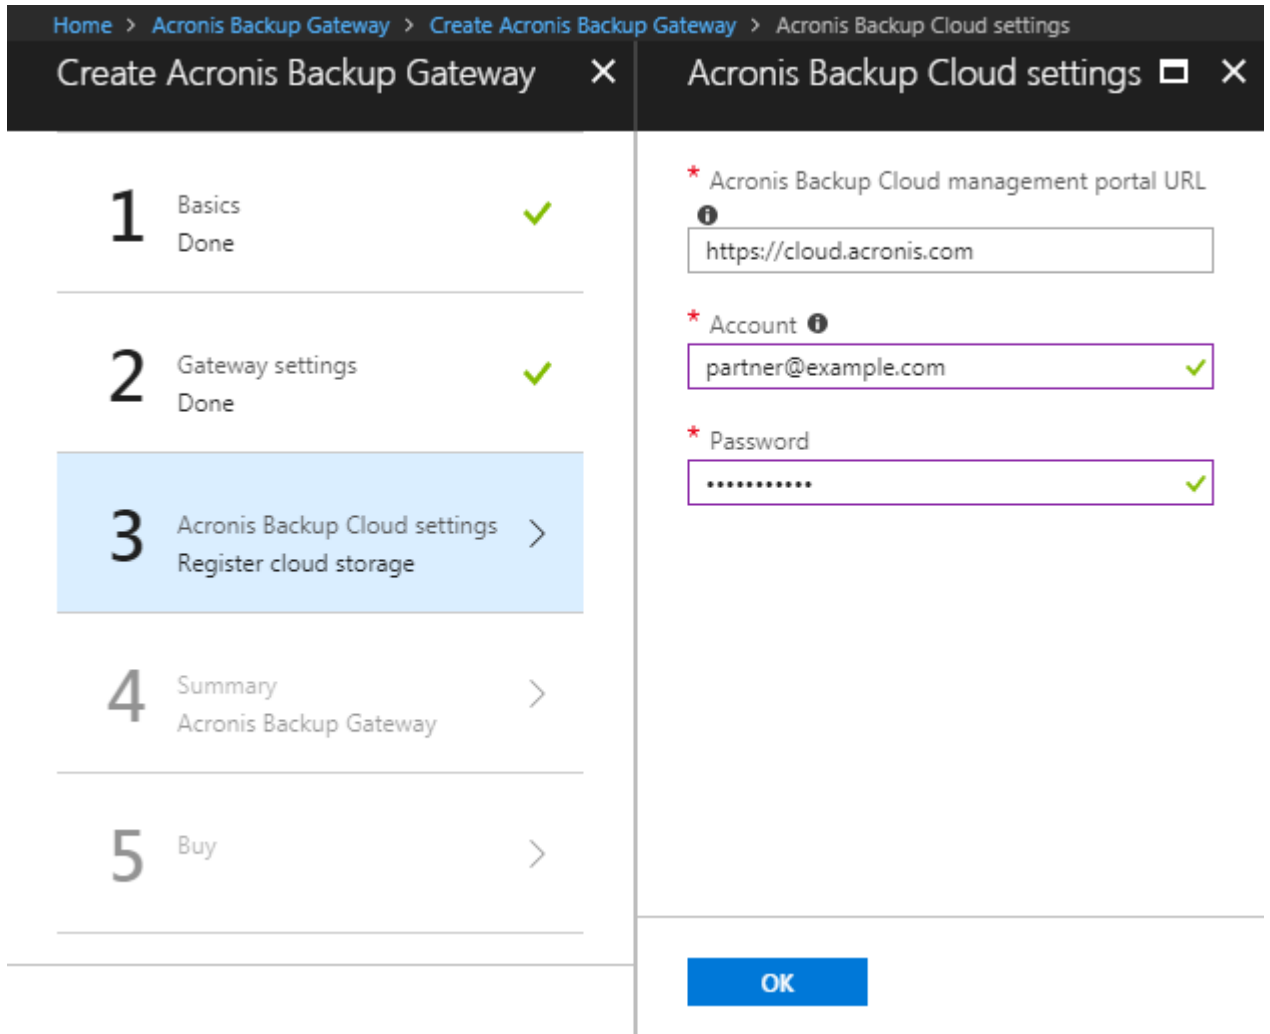 Home > Acronis Backup Gateway > Create Acronis Backup Gateway > Acronis Backup Cloud settings
Create Acronis Backup Gateway
1
Basics
Done
2
Gateway settings
Done
3
Acronis Backup Cloud settings
Register cloud storage
4
Summary
Acronis Backup Gateway
5
Buy
Acronis Backup Cloud settings
* Acronis Backup Cloud management portal URL
https://cloud.acronis.com
* Account
partner@example.com
* Password
•••••••••••
OK